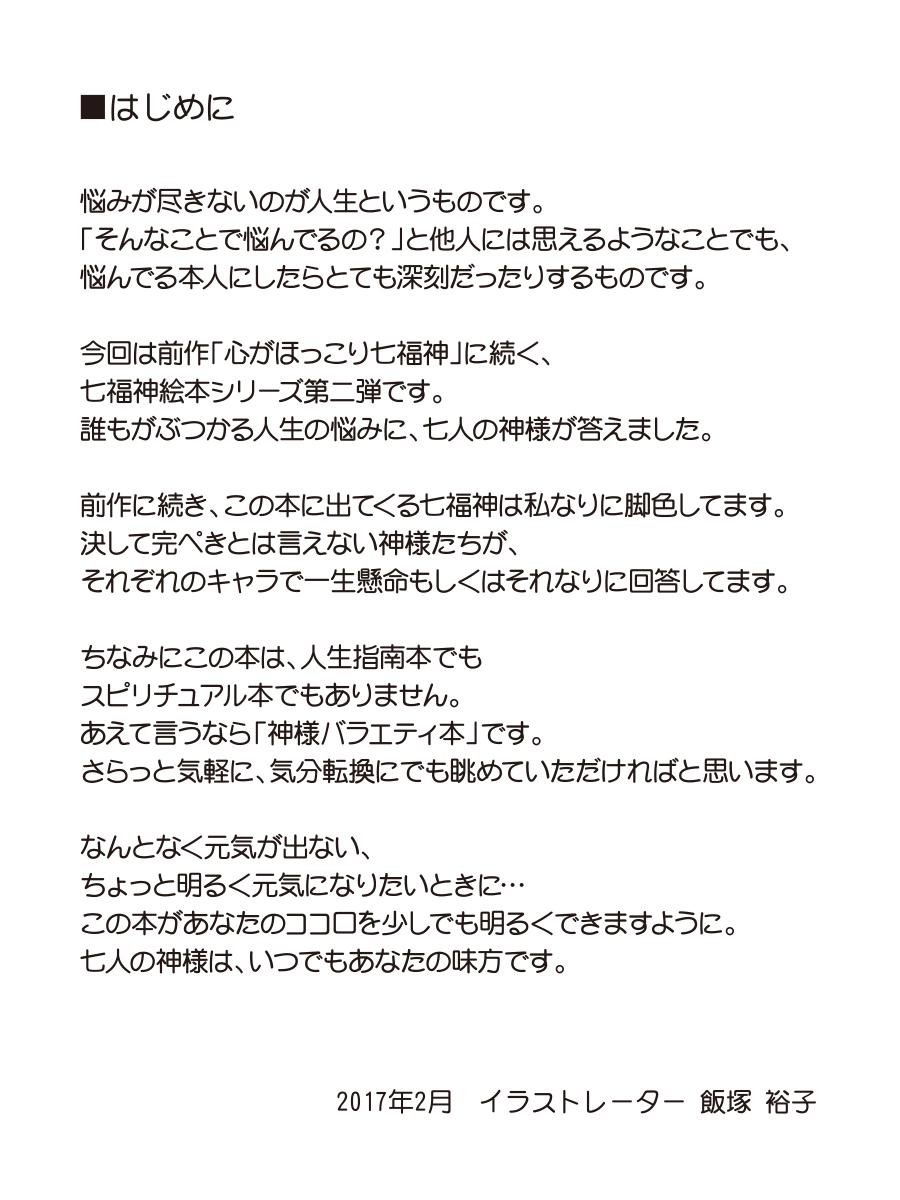 ■はじめに
悩みが尽きないのが人生というものです。
「そんなことで悩んでるの？」と他人には思えるようなことでも、
悩んでる本人にしたらとても深刻だったりするものです。
今回は前作「心がほっこり七福神」に続く、
七福神絵本シリーズ第二弾です。
誰もがぶつかる人生の悩みに、七人の神様が答えました。
前作に続き、この本に出てくる七福神は私なりに脚色してます。
決して完ぺきとは言えない神様たちが、
それぞれのキャラで一生懸命もしくはそれなりに回答してます。
ちなみにこの本は、人生指南本でも
スピリチュアル本でもありません。
あえて言うなら「神様バラエティ本」です。
さらっと気軽に、気分転換にでも眺めていただければと思います。
なんとなく元気が出ない、
ちょっと明るく元気になりたいときに…
この本があなたのココロを少しでも明るくできますように。
七人の神様は、いつでもあなたの味方です。
2017年2月　イラストレーター 飯塚 裕子